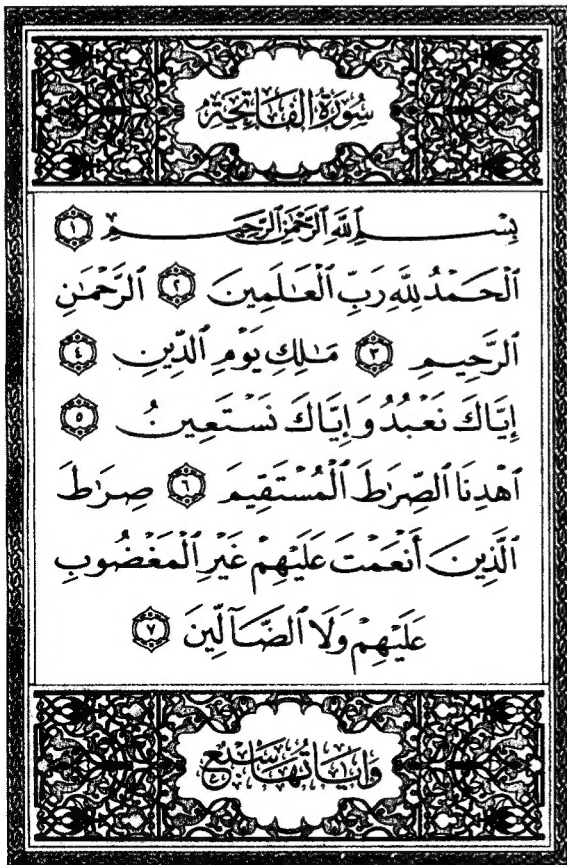 سُورَةُ الفَاتِحَةِ
بِسْمِ ٱللَّهِ ٱلرَّحْمَٰنِ ٱلرَّحِيمِ ١
ٱلْحَمْدُ لِلَّهِ رَبِّ ٱلْعَٰلَمِينَ ٢ ٱلرَّحْمَٰنِ
ٱلرَّحِيمِ ٣ مَٰلِكِ يَوْمِ ٱلدِّينِ ٤
إِيَّاكَ نَعْبُدُ وَإِيَّاكَ نَسْتَعِينُ ٥
ٱهْدِنَا ٱلصِّرَٰطَ ٱلْمُسْتَقِيمَ ٦ صِرَٰطَ
ٱلَّذِينَ أَنْعَمْتَ عَلَيْهِمْ غَيْرِ ٱلْمَغْضُوبِ
عَلَيْهِمْ وَلَا ٱلضَّآلِّينَ ٧
وَآيَاتُهَا سَبْعٌ